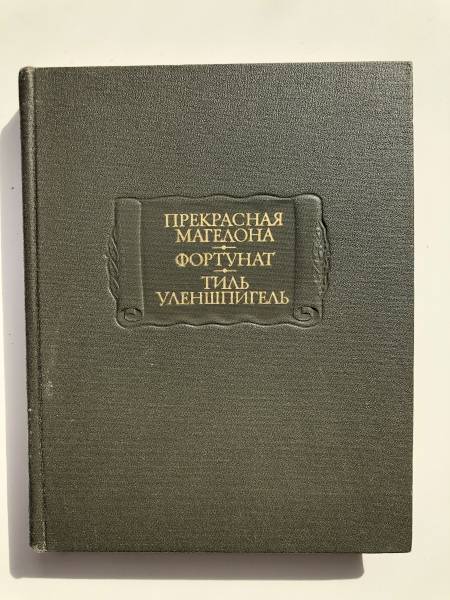 ПРЕКРАСНАЯ
МАГЕЛОНА
ФОРТУНАТ
ТИЛЬ
УЛЕНШПИГЕЛЬ